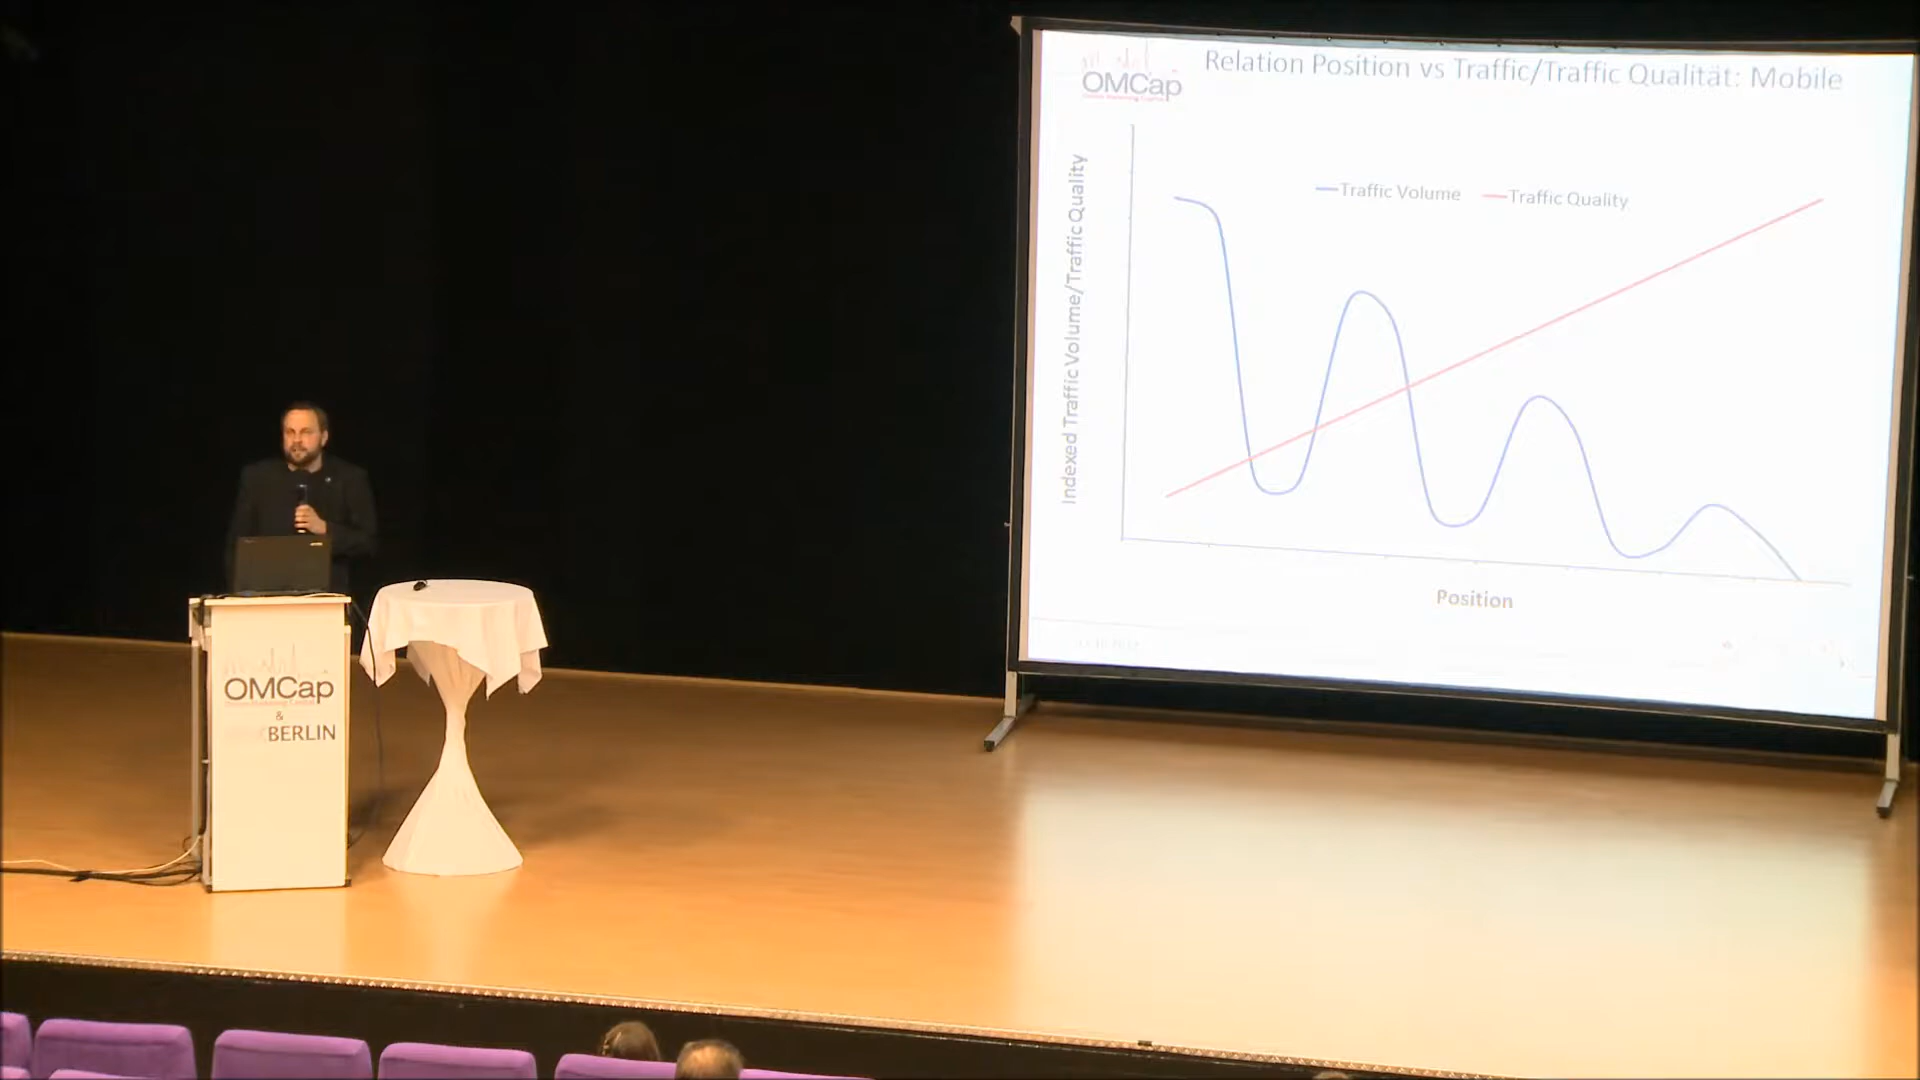 OMCap
Relation Position vs Traffic/Traffic Qualität: Mobile
Indexed Traffic Volume/Traffic Quality
Traffic Volume
Traffic Quality
Position
OMCap
&
BERLIN